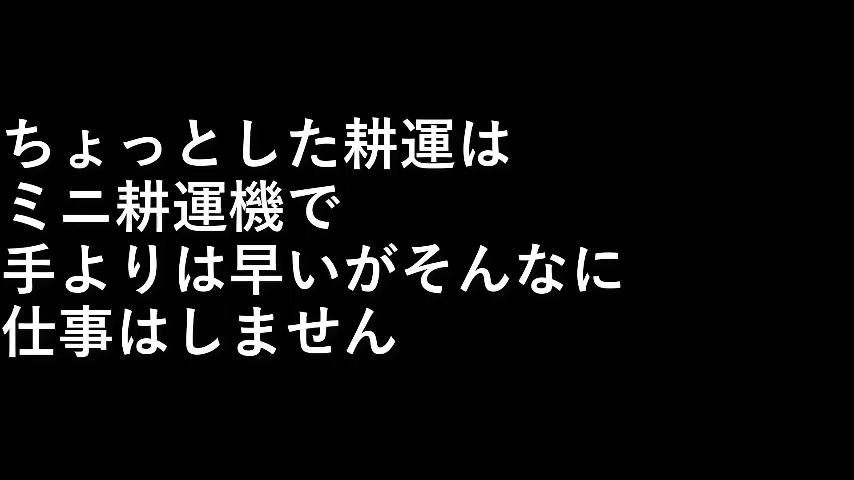 ちょっとした耕運は
ミニ耕運機で
手よりは早いがそんなに
仕事はしません